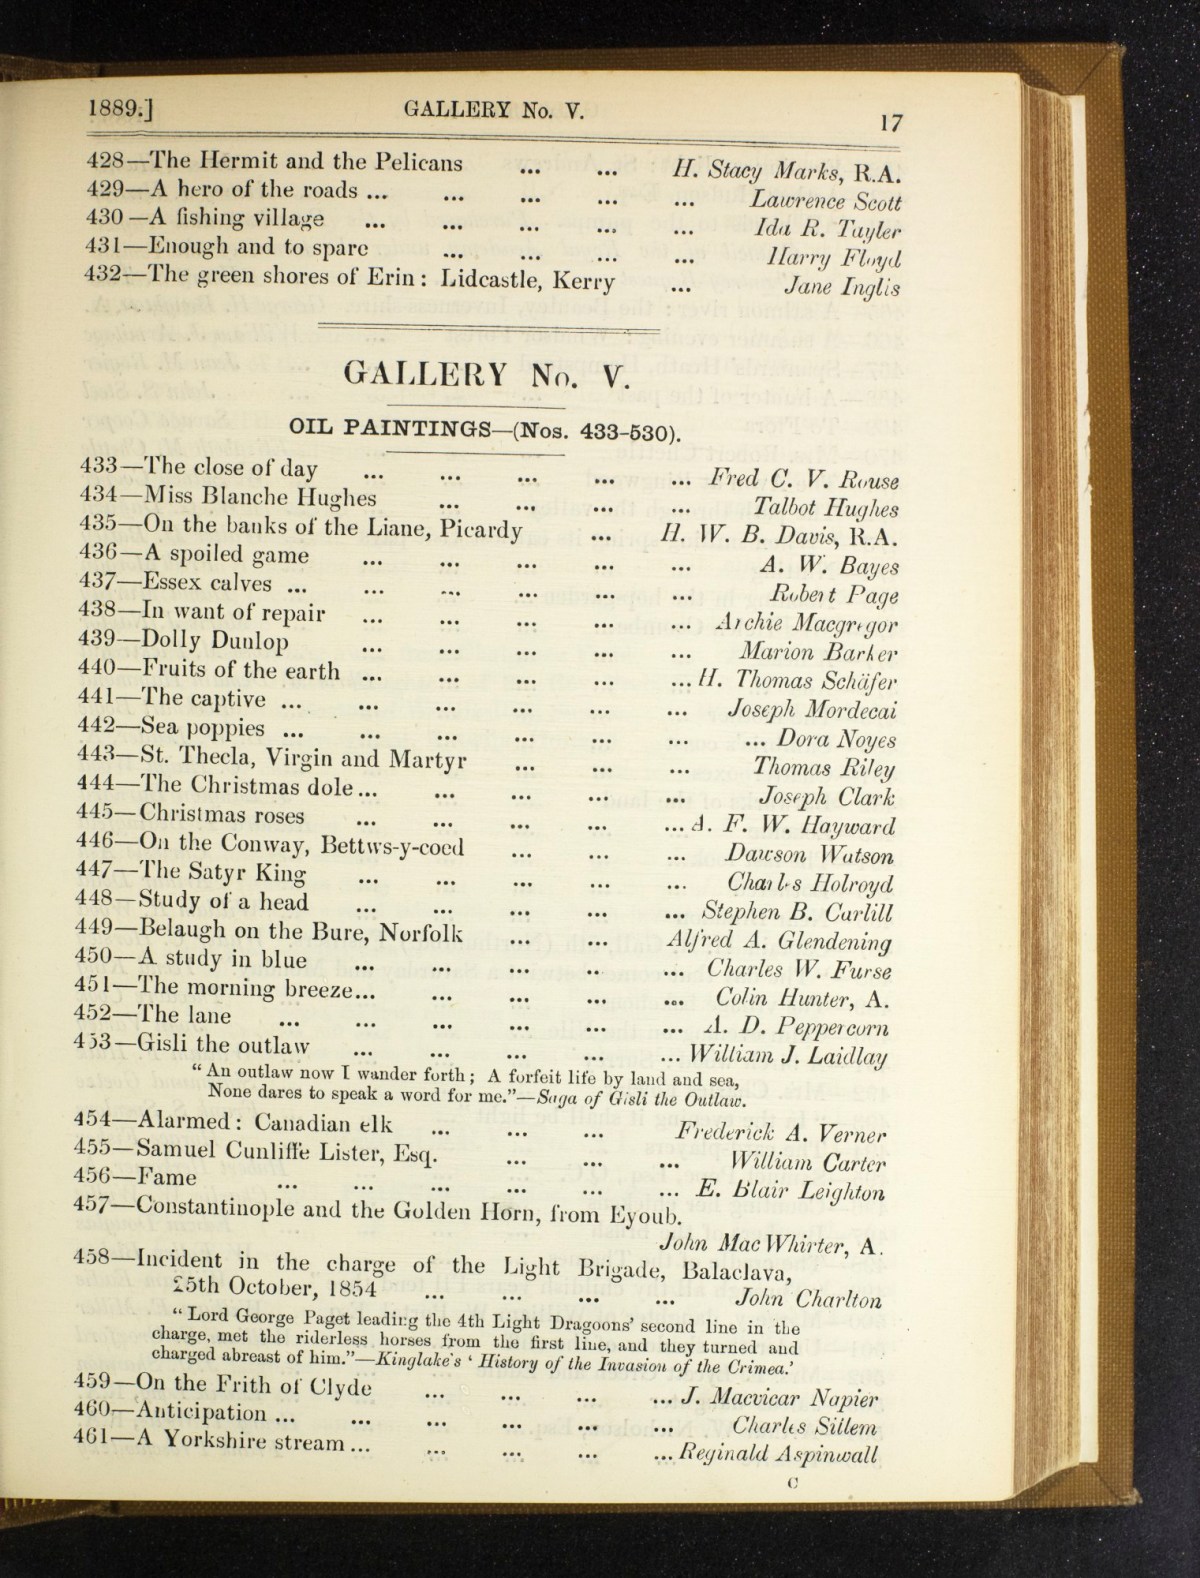 1889.] GALLERY No. V. 17
428—The Hermit and the Pelicans ... ... H. Stacy Marks, R.A.
429—A hero of the roads ... ... ... ... Lawrence Scott
430—A fishing village ... ... ... ... ... Ida R. Tayler
431—Enough and to spare ... ... ... ... Harry Floyd
432—The green shores of Erin: Lidcastle, Kerry ... Jane Inglis
GALLERY No. V.
OIL PAINTINGS—(Nos. 433-530).
433—The close of day ... ... ... ... ... Fred C. V. Rouse
434—Miss Blanche Hughes ... ... ... ... Talbot Hughes
435—On the banks of the Liane, Picardy ... H. W. B. Davis, R.A.
436—A spoiled game ... ... ... ... ... A. W. Bayes
437—Essex calves ... ... ... ... ... ... Robert Page
438—In want of repair ... ... ... ... ... Archie Macgregor
439—Dolly Dunlop ... ... ... ... ... Marion Barker
440—Fruits of the earth ... ... ... ... ... H. Thomas Schäfer
441—The captive ... ... ... ... ... ... Joseph Mordecai
442—Sea poppies ... ... ... ... ... ... ... Dora Noyes
443—St. Thecla, Virgin and Martyr ... ... ... Thomas Riley
444—The Christmas dole ... ... ... ... ... Joseph Clark
445—Christmas roses ... ... ... ... ... A. F. W. Hayward
446—On the Conway, Bettws-y-coed ... ... ... Dawson Watson
447—The Satyr King ... ... ... ... ... Charles Holroyd
448—Study of a head ... ... ... ... ... Stephen B. Carlill
449—Belaugh on the Bure, Norfolk ... ... Alfred A. Glendening
450—A study in blue ... ... ... ... ... Charles W. Furse
451—The morning breeze ... ... ... ... ... Colin Hunter, A.
452—The lane ... ... ... ... ... ... A. D. Peppercorn
453—Gisli the outlaw ... ... ... ... ... William J. Laidlay
"An outlaw now I wander forth; A forfeit life by land and sea,
None dares to speak a word for me."—Saga of Gisli the Outlaw.
454—Alarmed: Canadian elk ... ... ... Frederick A. Verner
455—Samuel Cunliffe Lister, Esq. ... ... ... William Carter
456—Fame ... ... ... ... ... ... E. Blair Leighton
457—Constantinople and the Golden Horn, from Eyoub.
John MacWhirter, A.
458—Incident in the charge of the Light Brigade, Balaclava,
25th October, 1854 ... ... ... ... John Charlton
"Lord George Paget leading the 4th Light Dragoons' second line in the
charge, met the riderless horses from the first line, and they turned and
charged abreast of him."—Kinglake's 'History of the Invasion of the Crimea.'
459—On the Frith of Clyde ... ... ... ... J. Macvicar Napier
460—Anticipation ... ... ... ... ... ... Charles Sillem
461—A Yorkshire stream ... ... ... ... ... Reginald Aspinwall
C